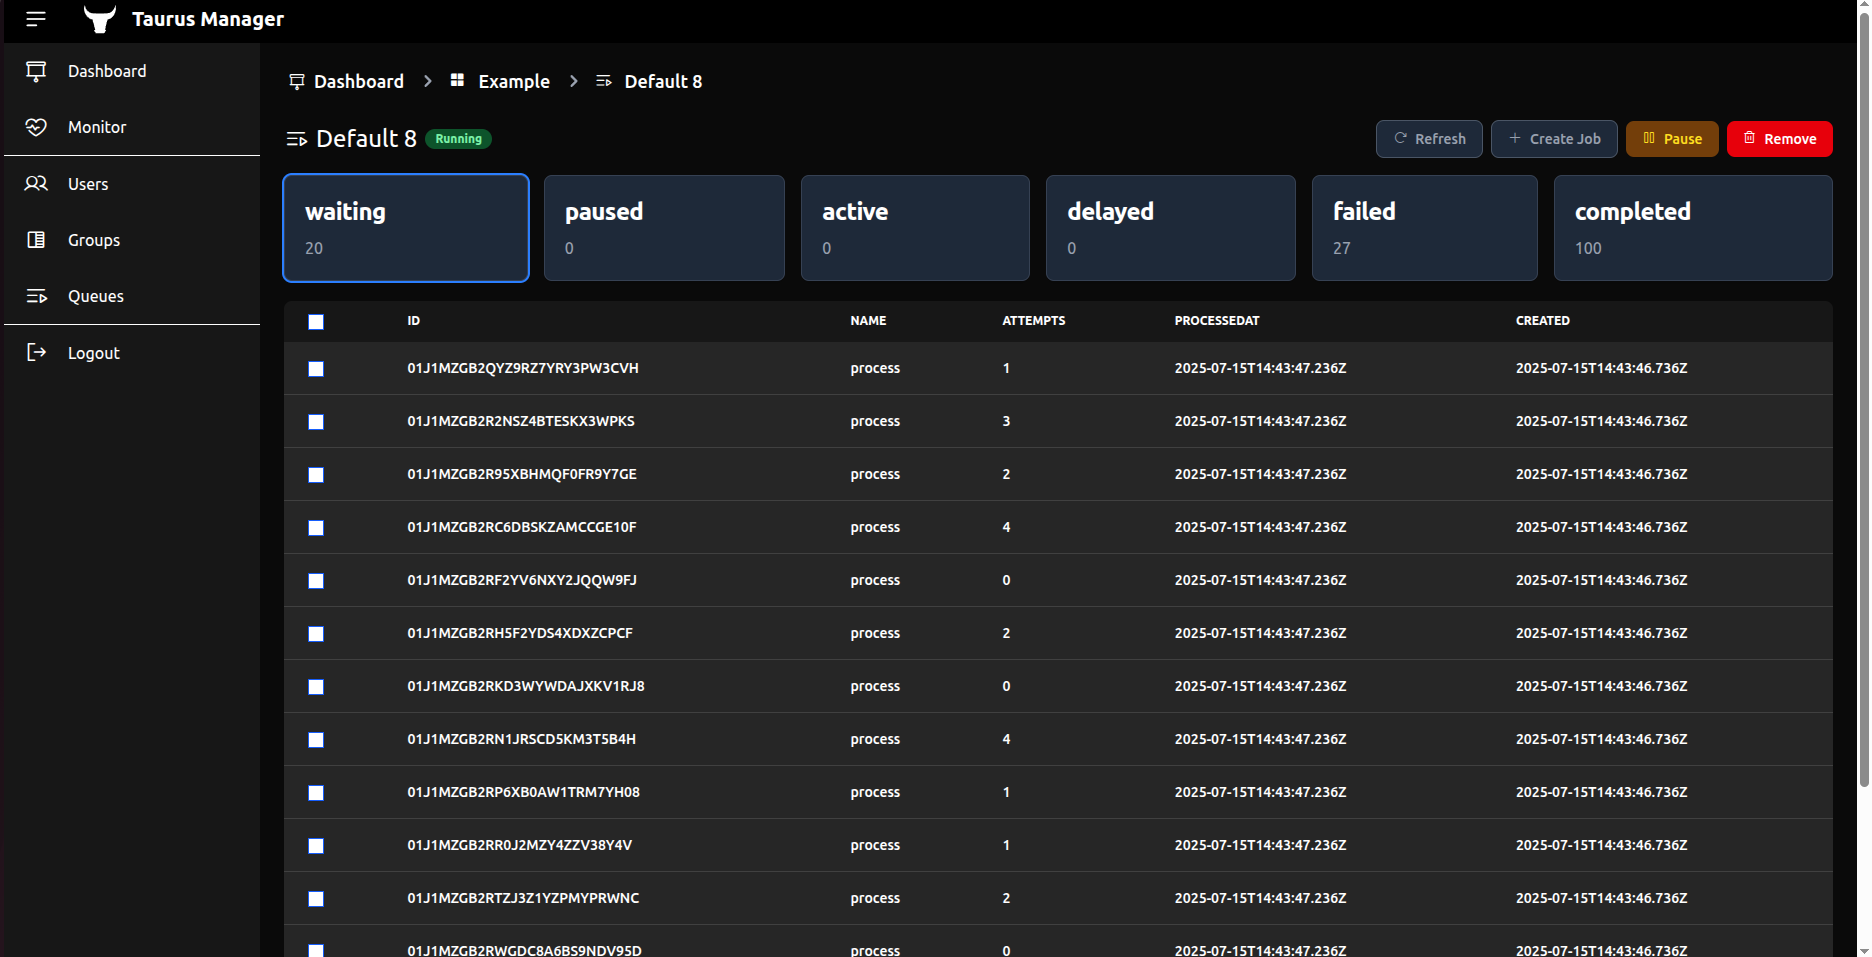 Taurus Manager
Dashboard
Monitor
Users
Groups
Queues
Logout
Dashboard > Example > Default 8
Default 8 Running
Refresh Create Job Pause Remove
waiting paused active delayed failed completed
20 0 0 0 27 100
ID NAME ATTEMPTS PROCESSEDAT CREATED
01J1MZGB2QYZ9RZ7YRY3PW3CVH process 1 2025-07-15T14:43:47.236Z 2025-07-15T14:43:46.736Z
01J1MZGB2R2NSZ4BTESKX3WPKS process 3 2025-07-15T14:43:47.236Z 2025-07-15T14:43:46.736Z
01J1MZGB2R95XBHMQF0FR9Y7GE process 2 2025-07-15T14:43:47.236Z 2025-07-15T14:43:46.736Z
01J1MZGB2RC6DBSKZAMCCGE10F process 4 2025-07-15T14:43:47.236Z 2025-07-15T14:43:46.736Z
01J1MZGB2RF2YV6NXY2JQQW9FJ process 0 2025-07-15T14:43:47.236Z 2025-07-15T14:43:46.736Z
01J1MZGB2RH5F2YDS4XDXZCPCF process 2 2025-07-15T14:43:47.236Z 2025-07-15T14:43:46.736Z
01J1MZGB2RKD3WYWDAJXKV1RJ8 process 0 2025-07-15T14:43:47.236Z 2025-07-15T14:43:46.736Z
01J1MZGB2RN1JRSCD5KM3T5B4H process 4 2025-07-15T14:43:47.236Z 2025-07-15T14:43:46.736Z
01J1MZGB2RP6XB0AW1TRM7YH08 process 1 2025-07-15T14:43:47.236Z 2025-07-15T14:43:46.736Z
01J1MZGB2RR0J2MZY4ZZV38Y4V process 1 2025-07-15T14:43:47.236Z 2025-07-15T14:43:46.736Z
01J1MZGB2RTZJ3Z1YZPMYPRWNC process 2 2025-07-15T14:43:47.236Z 2025-07-15T14:43:46.736Z
01J1MZGB2RWGDC8A6BS9NDV95D process 0 2025-07-15T14:43:47.236Z 2025-07-15T14:43:46.736Z